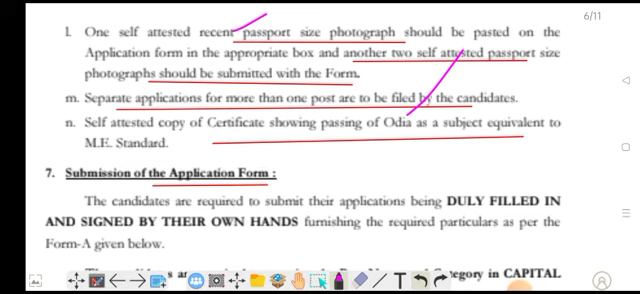 6/11
l. One self attested recent passport size photograph should be pasted on the
Application form in the appropriate box and another two self attested passport size
photographs should be submitted with the Form.
m. Separate applications for more than one post are to be filed by the candidates.
n. Self attested copy of Certificate showing passing of Odia as a subject equivalent to
M.E. Standard.
7. Submission of the Application Form :
The candidates are required to submit their applications being DULY FILLED IN
AND SIGNED BY THEIR OWN HANDS furnishing the required particulars as per the
Form-A given below.
in CAPITAL